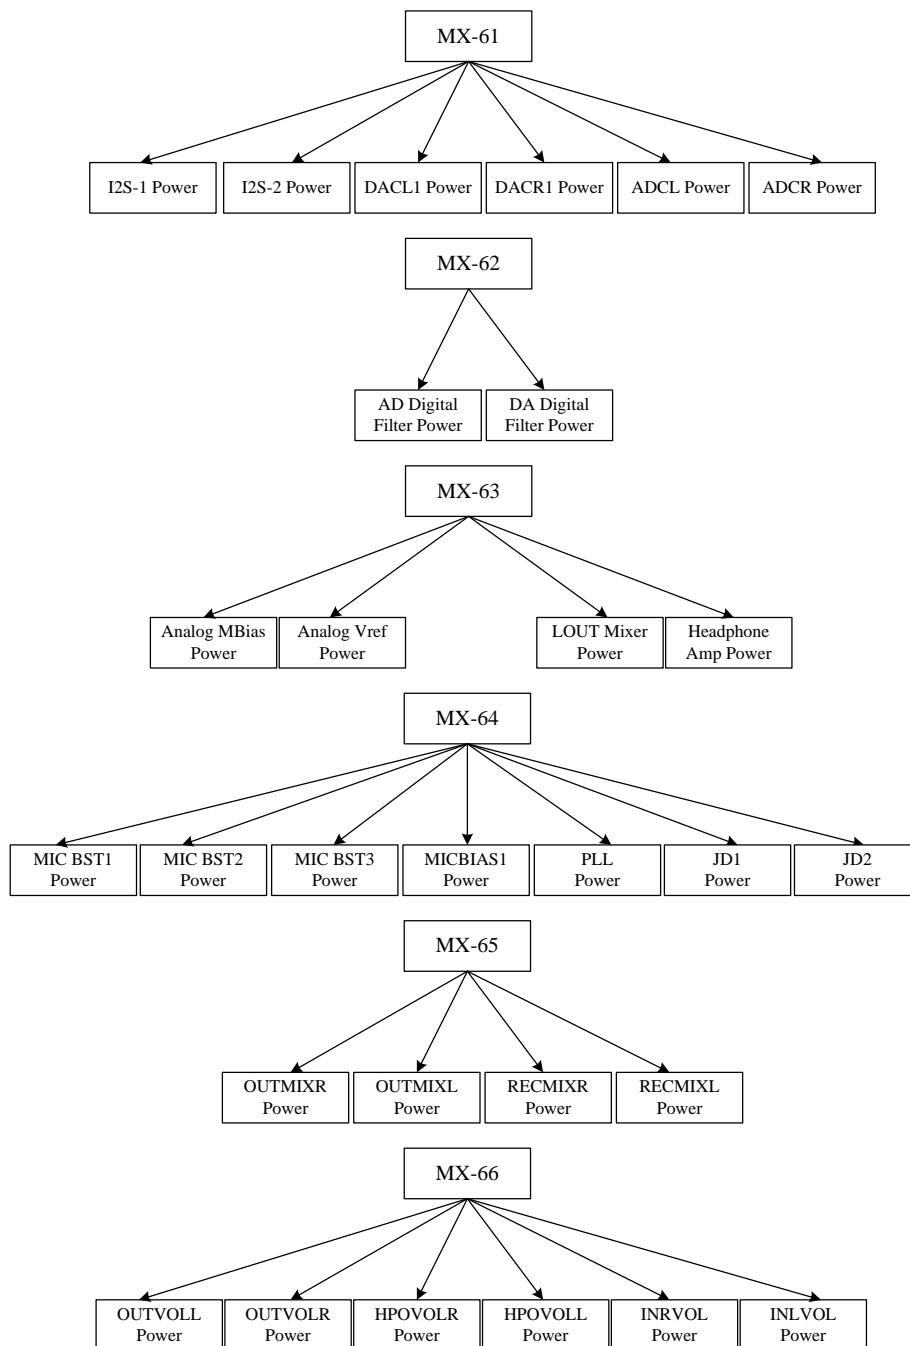 MX-61
I2S-1 Power
I2S-2 Power
DACL1 Power
DACR1 Power
ADCL Power
ADCR Power
MX-62
AD Digital
Filter Power
DA Digital
Filter Power
MX-63
Analog MBias
Power
Analog Vref
Power
LOUT Mixer
Power
Headphone
Amp Power
MX-64
MIC BST1
Power
MIC BST2
Power
MIC BST3
Power
MICBIAS1
Power
PLL
Power
JD1
Power
JD2
Power
MX-65
OUTMIXR
Power
OUTMIXL
Power
RECMIXR
Power
RECMIXL
Power
MX-66
OUTVOLL
Power
OUTVOLR
Power
HPOVOLR
Power
HPOVOLL
Power
INRVOL
Power
INLVOL
Power